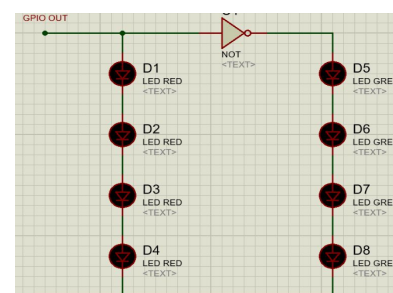 GPIO OUT
NOT
<TEXT>
D1
LED RED
<TEXT>
D2
LED RED
<TEXT>
D3
LED RED
<TEXT>
D4
LED RED
<TEXT>
D5
LED GRE
<TEXT>
D6
LED GRE
<TEXT>
D7
LED GRE
<TEXT>
D8
LED GRE
<TEXT>